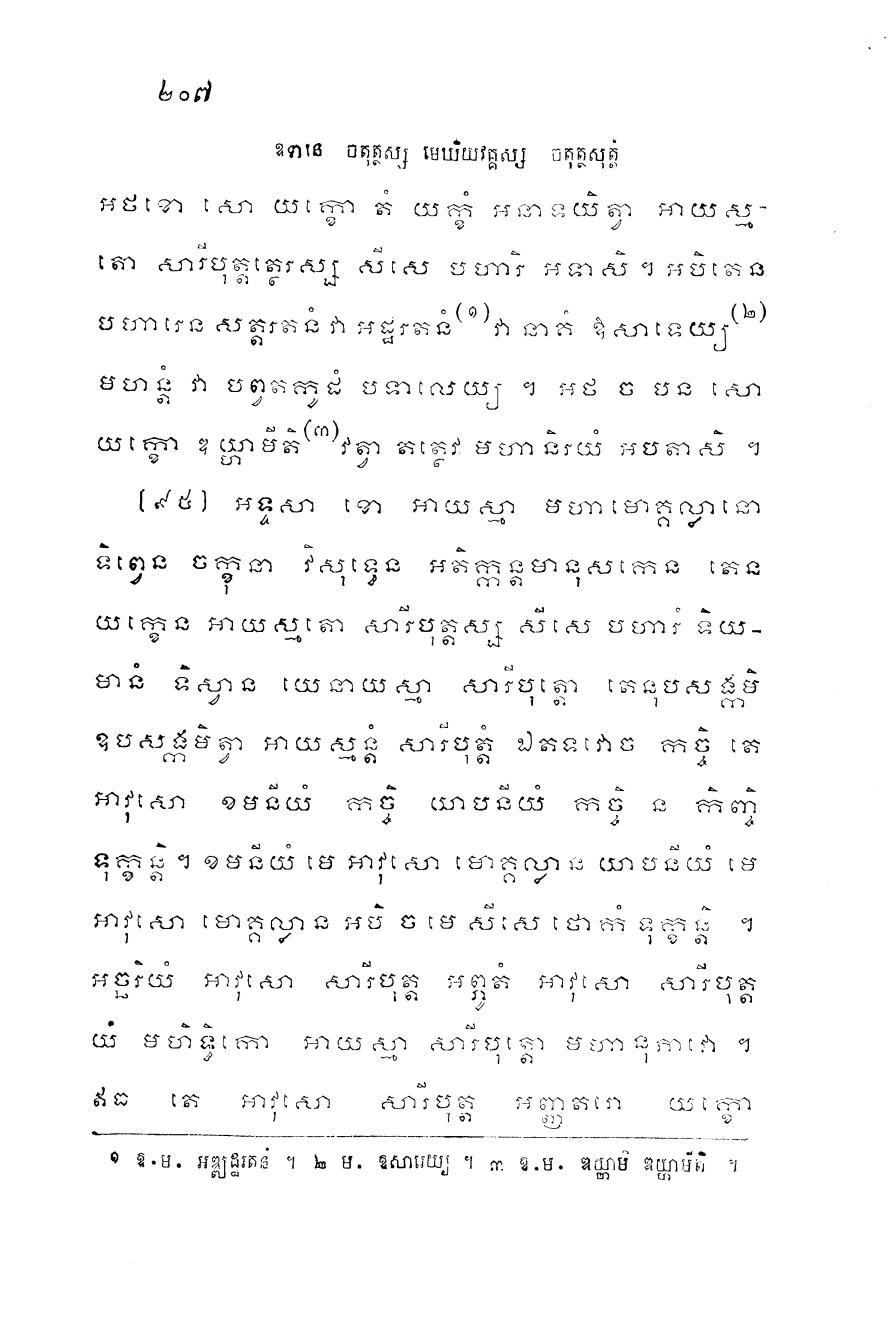 ២០៧
ឧទានេ ចតុត្ថស្ស មេឃិយវគ្គស្ស ចតុត្ថសុត្តំ
អថខោ សោ យក្ខោ តំ យក្ខំ អនាទយិត្វា អាយស្ម-
តោ សារីបុត្តត្ថេរស្ស សីសេ បហារិ អទាសិ ។ អបិតេន
បហារេន សត្តរតនំ វា អដ្ឋរតនំ(១) វា នាគំ ឱសាទេយ្យ(២)
មហន្តំ វា បព្វតកូដំ បទាលេយ្យ ។ អថ ច បន សោ
យក្ខោ ឌយ្ហាមីតិ(៣) វត្វា តត្ថេវ មហានិរយំ អបតាសិ ។
[៩៥] អទ្ទសា ខោ អាយស្មា មហាមោគ្គល្លានោ
ទិព្វេន ចក្ខុនា វិសុទ្ធេន អតិក្កន្តមានុសកេន តេន
យក្ខេន អាយស្មតោ សារីបុត្តស្ស សីសេ បហារំ ទិយ-
មានំ ទិស្វាន យេនាយស្មា សារីបុត្តោ តេនុបសង្កមិ
ឧបសង្កមិត្វា អាយស្មន្តំ សារីបុត្តំ ឯតទវោច កច្ចិ តេ
អាវុសោ ខមនីយំ កច្ចិ យាបនីយំ កច្ចិ ន កិញ្ចិ
ទុក្ខន្តិ ។ ខមនីយំ មេ អាវុសោ មោគ្គល្លាន យាបនីយំ មេ
អាវុសោ មោគ្គល្លាន អបិ ច មេ សីសេ ថោកំ ទុក្ខន្តិ ។
អច្ឆរិយំ អាវុសោ សារីបុត្ត អព្ភូតំ អាវុសោ សារីបុត្ត
យំ មហិទ្ធិកោ អាយស្មា សារីបុត្តោ មហានុភាវោ ។
ឥធ តេ អាវុសោ សារីបុត្ត អញ្ញតរោ យក្ខោ
១ ឱ.ម. អឌ្ឍដ្ឋរតនំ ។ ២ ម. ឱសារេយ្យ ។ ៣ ឱ.ម. ឌយ្ហាមិ ឌយ្ហាមីតិ ។